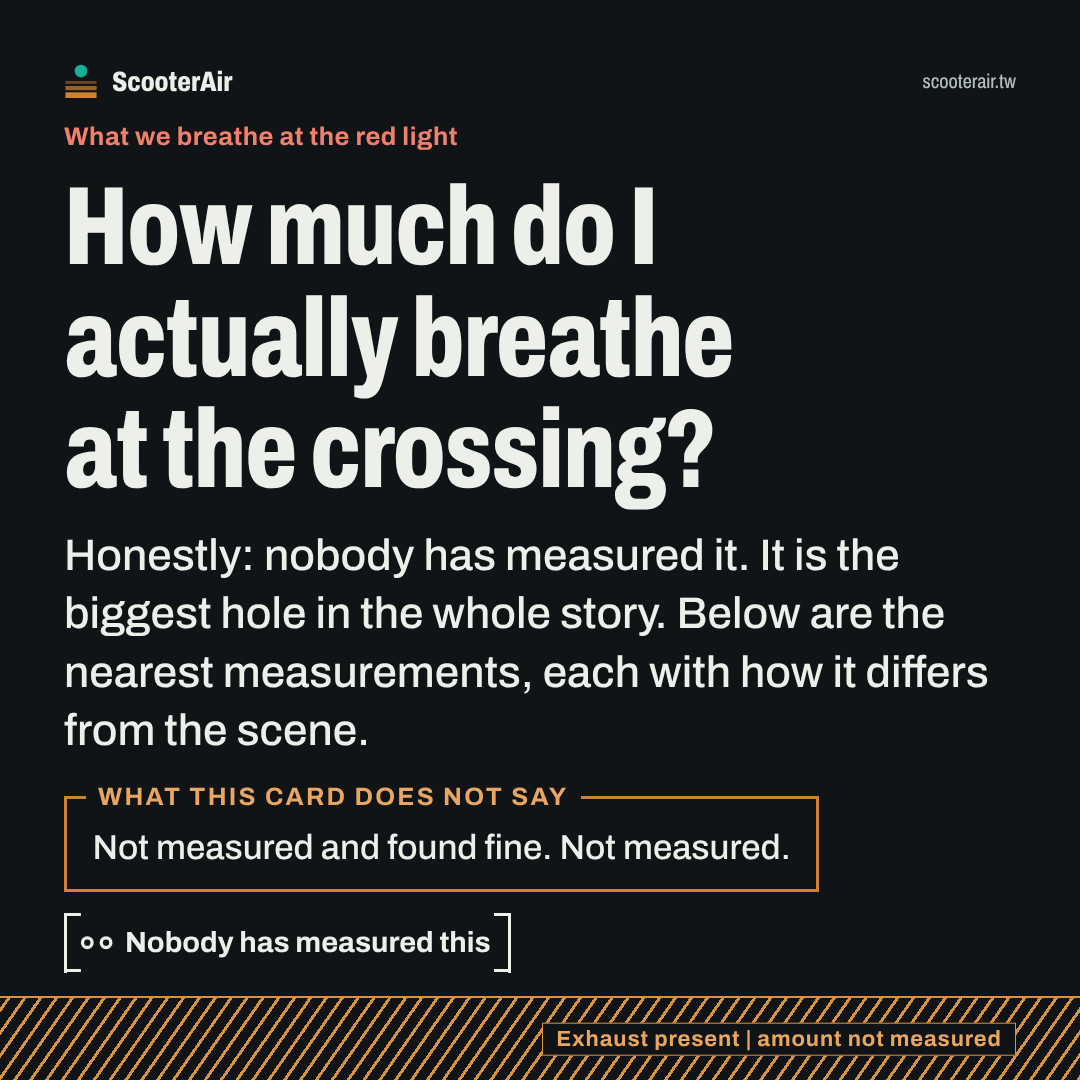 ScooterAir
scooterair.tw
What we breathe at the red light
How much do I
actually breathe
at the crossing?
Honestly: nobody has measured it. It is the
biggest hole in the whole story. Below are the
nearest measurements, each with how it differs
from the scene.
WHAT THIS CARD DOES NOT SAY
Not measured and found fine. Not measured.
Nobody has measured this
Exhaust present | amount not measured